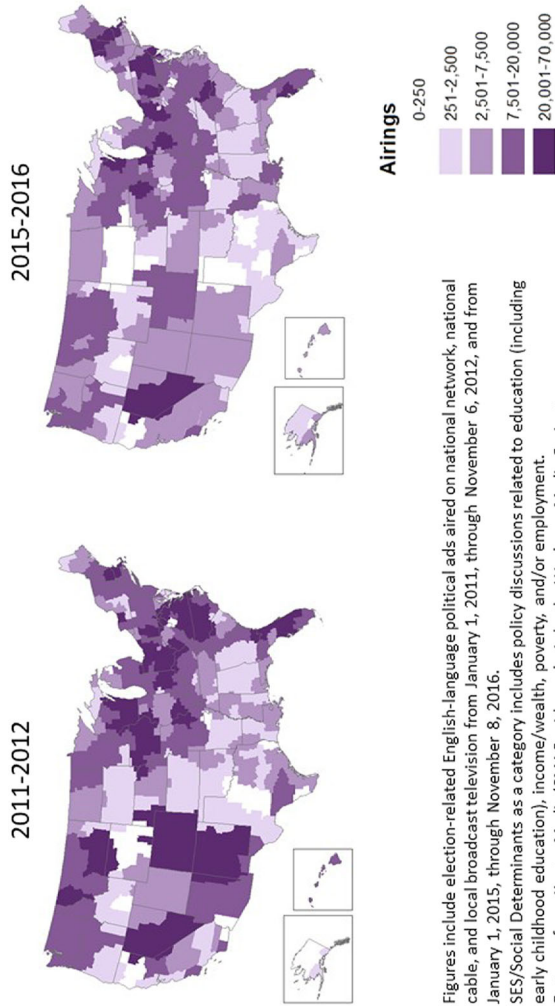 2011-2012
2015-2016
Airings
0-250
251-2,500
2,501-7,500
7,501-20,000
20,001-70,000
Figures include election-related English-language political ads aired on national network, national
cable, and local broadcast television from January 1, 2011, through November 6, 2012, and from
January 1, 2015, through November 8, 2016.
SES/Social Determinants as a category includes policy discussions related to education (including
early childhood education), income/wealth, poverty, and/or employment.